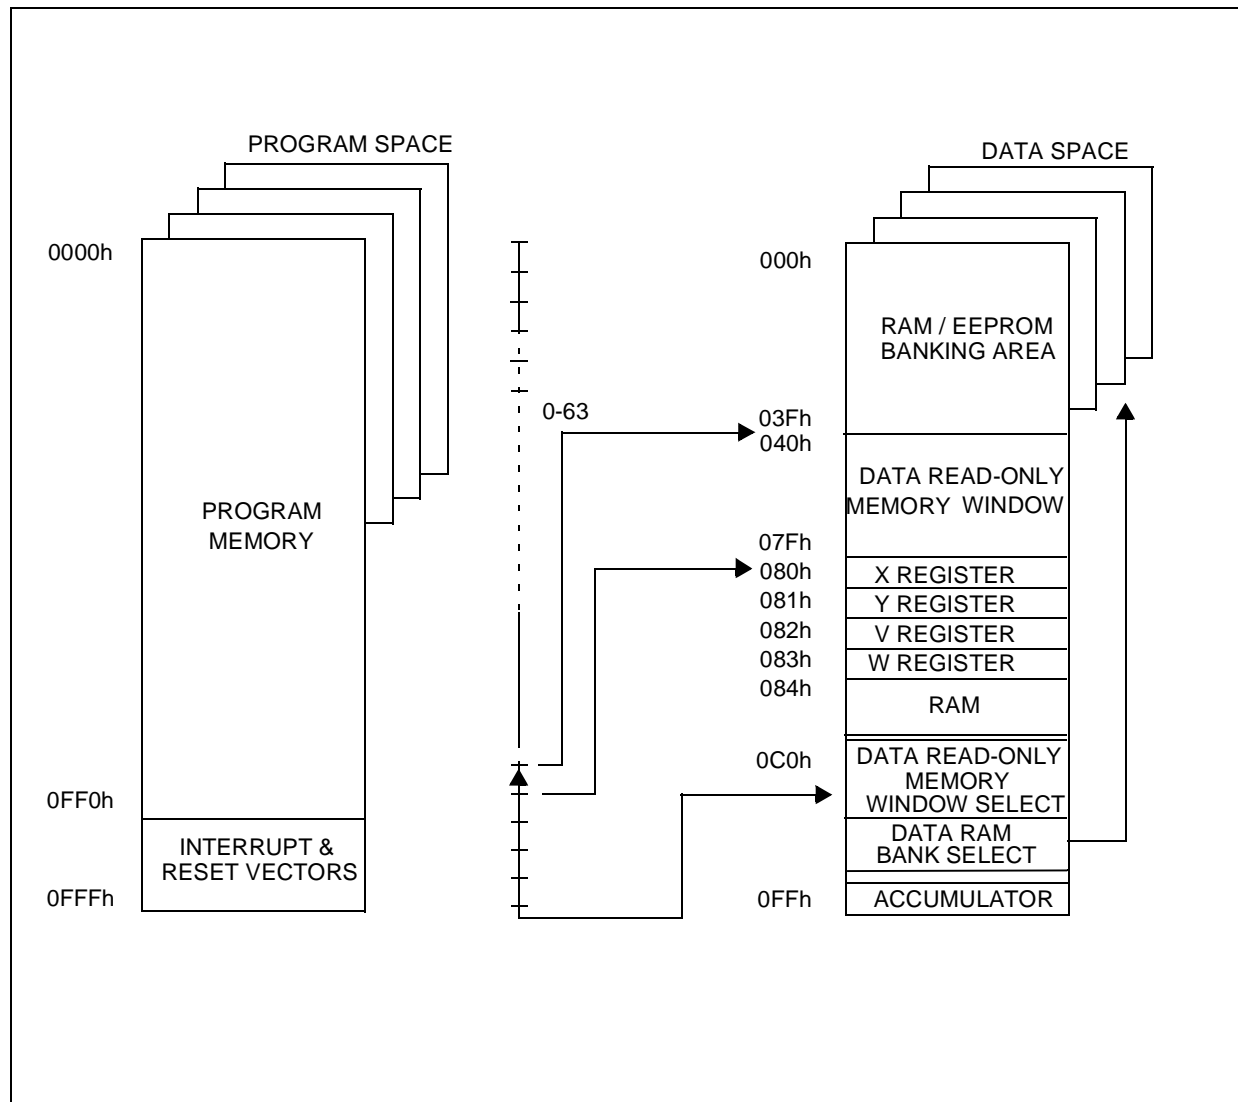 PROGRAM SPACE
0000h
PROGRAM
MEMORY
0FF0h
INTERRUPT &
RESET VECTORS
0FFFh
0-63
DATA SPACE
000h
RAM / EEPROM
BANKING AREA
03Fh
040h
DATA READ-ONLY
MEMORY WINDOW
07Fh
080h
X REGISTER
081h
Y REGISTER
082h
V REGISTER
083h
W REGISTER
084h
RAM
0C0h
DATA READ-ONLY
MEMORY
WINDOW SELECT
DATA RAM
BANK SELECT
0FFh
ACCUMULATOR